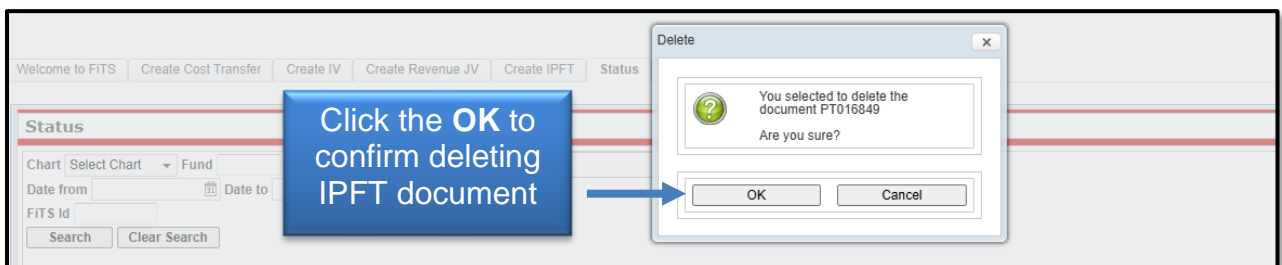 Delete
Welcome to FiTS Create Cost Transfer Create IV Create Revenue JV Create IPFT Status
You selected to delete the
document PT016849
Are you sure?
Click the OK to
confirm deleting
IPFT document
Status
Chart Select Chart Fund
Date from 31 Date to
FiTS Id
OK Cancel
Search Clear Search